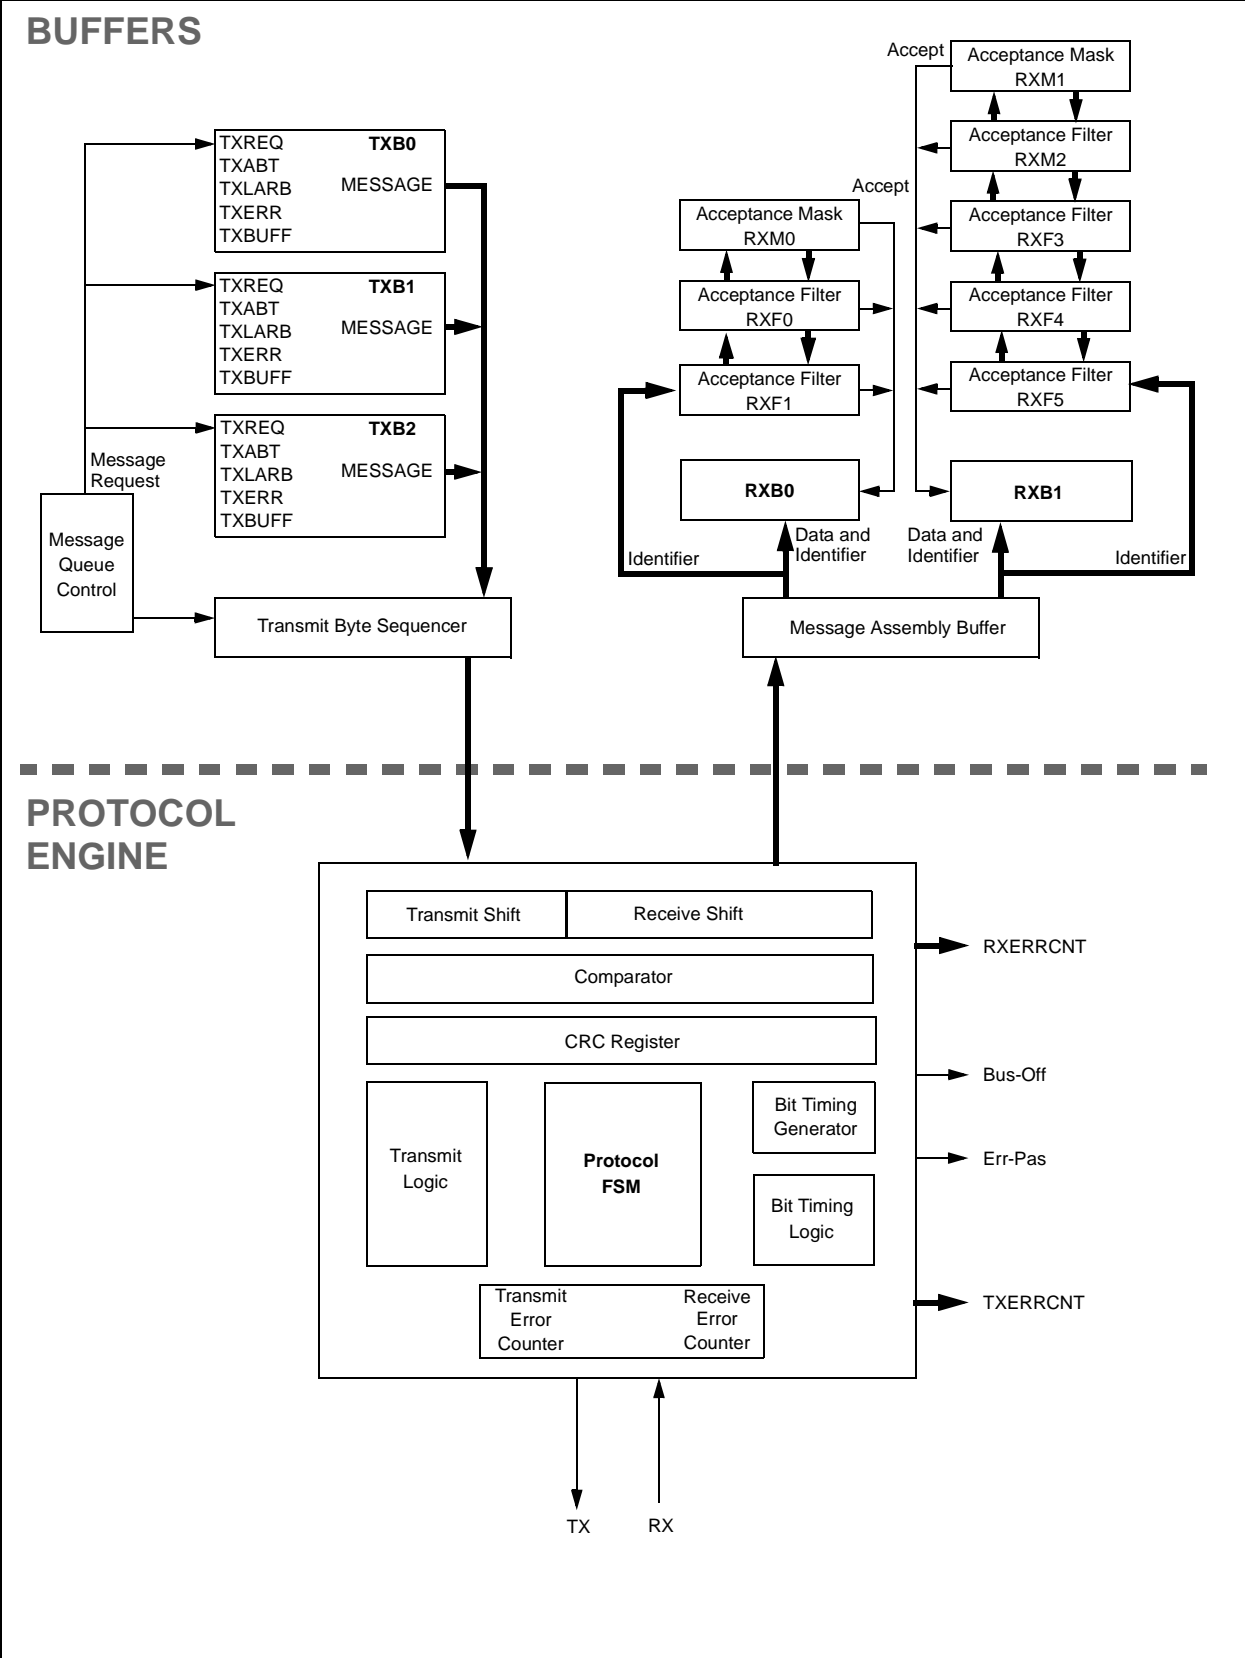 BUFFERS
TXREQ
TXB0
TXABT
TXLARB
MESSAGE
TXERR
TXBUFF
TXREQ
TXB1
TXABT
TXLARB
MESSAGE
TXERR
TXBUFF
TXREQ
TXB2
TXABT
TXLARB
MESSAGE
TXERR
TXBUFF
Message
Request
Message
Queue
Control
Transmit Byte Sequencer
Accept
Acceptance Mask
RXM1
Acceptance Filter
RXM2
Accept
Acceptance Mask
RXM0
Acceptance Filter
RXF3
Acceptance Filter
RXF0
Acceptance Filter
RXF4
Acceptance Filter
RXF1
Acceptance Filter
RXF5
RXB0
RXB1
Data and
Identifier
Data and
Identifier
Identifier
Identifier
Message Assembly Buffer
PROTOCOL
ENGINE
Transmit Shift
Receive Shift
Comparator
CRC Register
Transmit
Logic
Protocol
FSM
Bit Timing
Generator
Bit Timing
Logic
Transmit
Error
Counter
Receive
Error
Counter
RXERRCNT
Bus-Off
Err-Pas
TXERRCNT
TX
RX